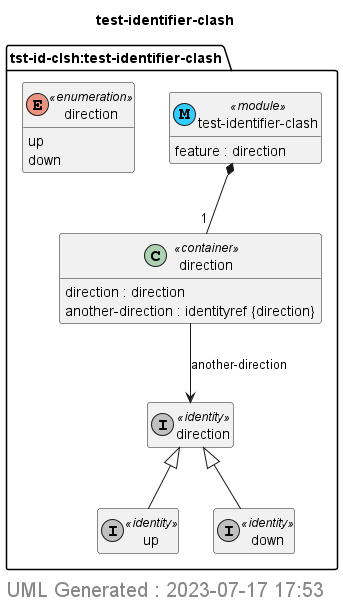 test-identifier-clash
tst-id-clsh:test-identifier-clash
E «enumeration»
direction
up
down
M «module»
test-identifier-clash
feature : direction
1
C «container»
direction
direction : direction
another-direction : identityref {direction}
another-direction
I «identity»
direction
I «identity»
up
I «identity»
down
UML Generated : 2023-07-17 17:53